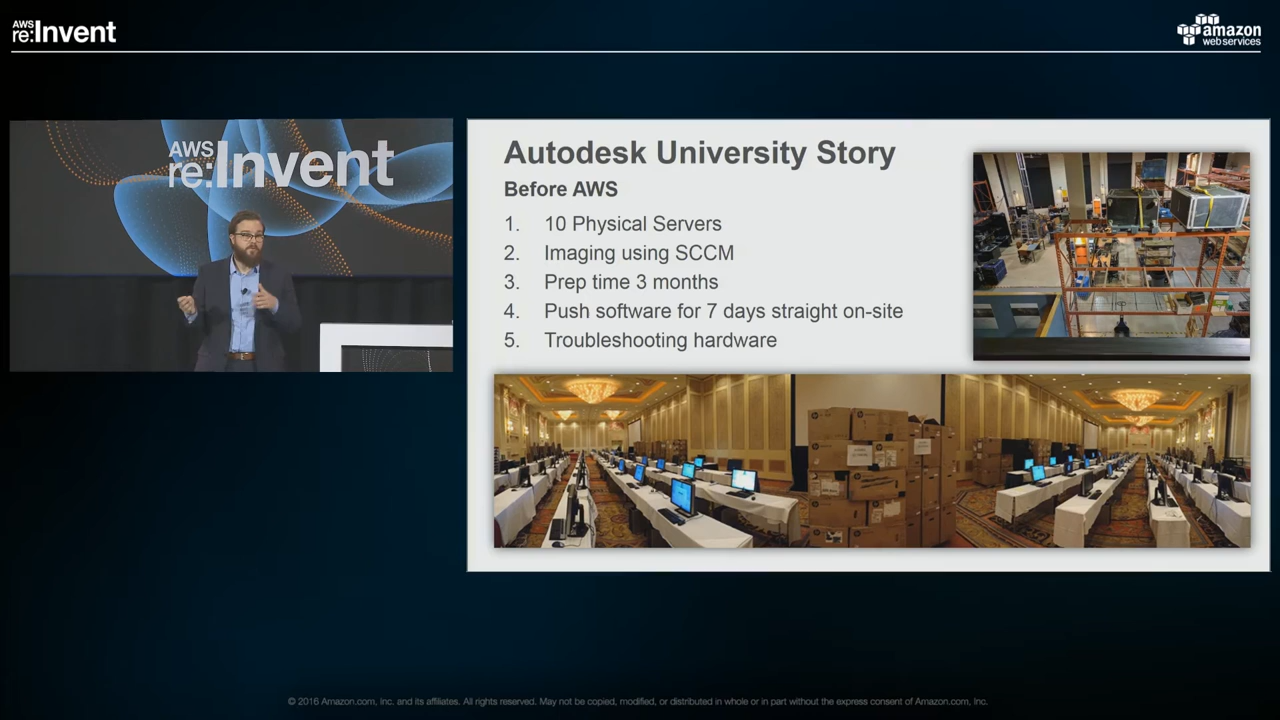 AWS
re:Invent
amazon
web services
AWS
re:Invent
Autodesk University Story
Before AWS
1. 10 Physical Servers
2. Imaging using SCCM
3. Prep time 3 months
4. Push software for 7 days straight on-site
5. Troubleshooting hardware
© 2016 Amazon.com, Inc. and its affiliates. All rights reserved. May not be copied, modified, or distributed in whole or in part without the express consent of Amazon.com, Inc.